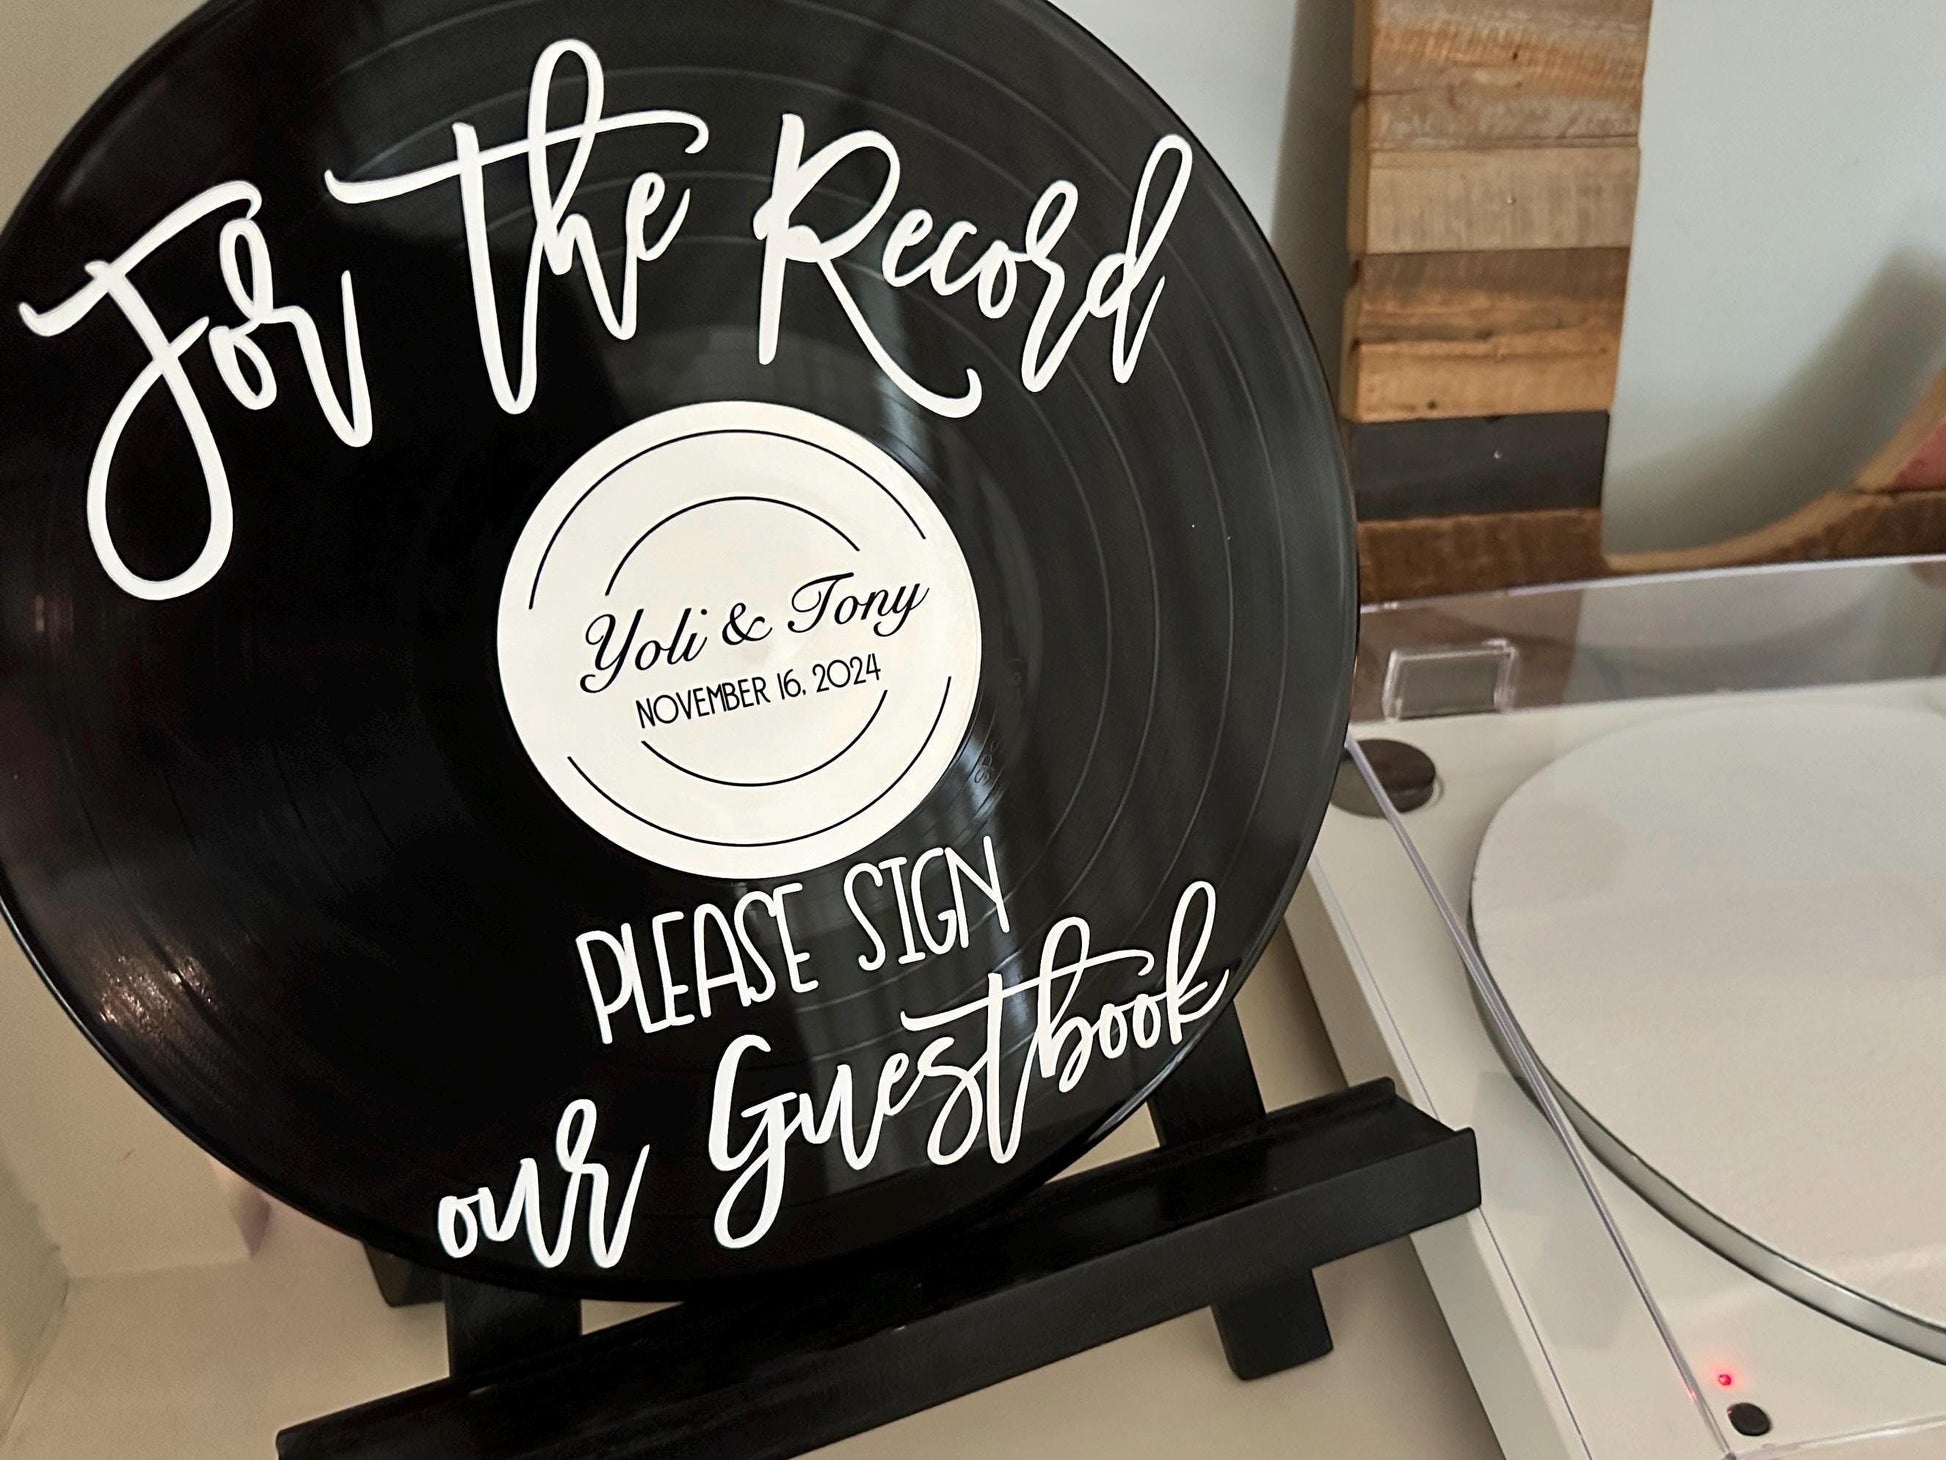 For The Record
Yoli & Tony
NOVEMBER 16, 2024
PLEASE SIGN
our Guestbook